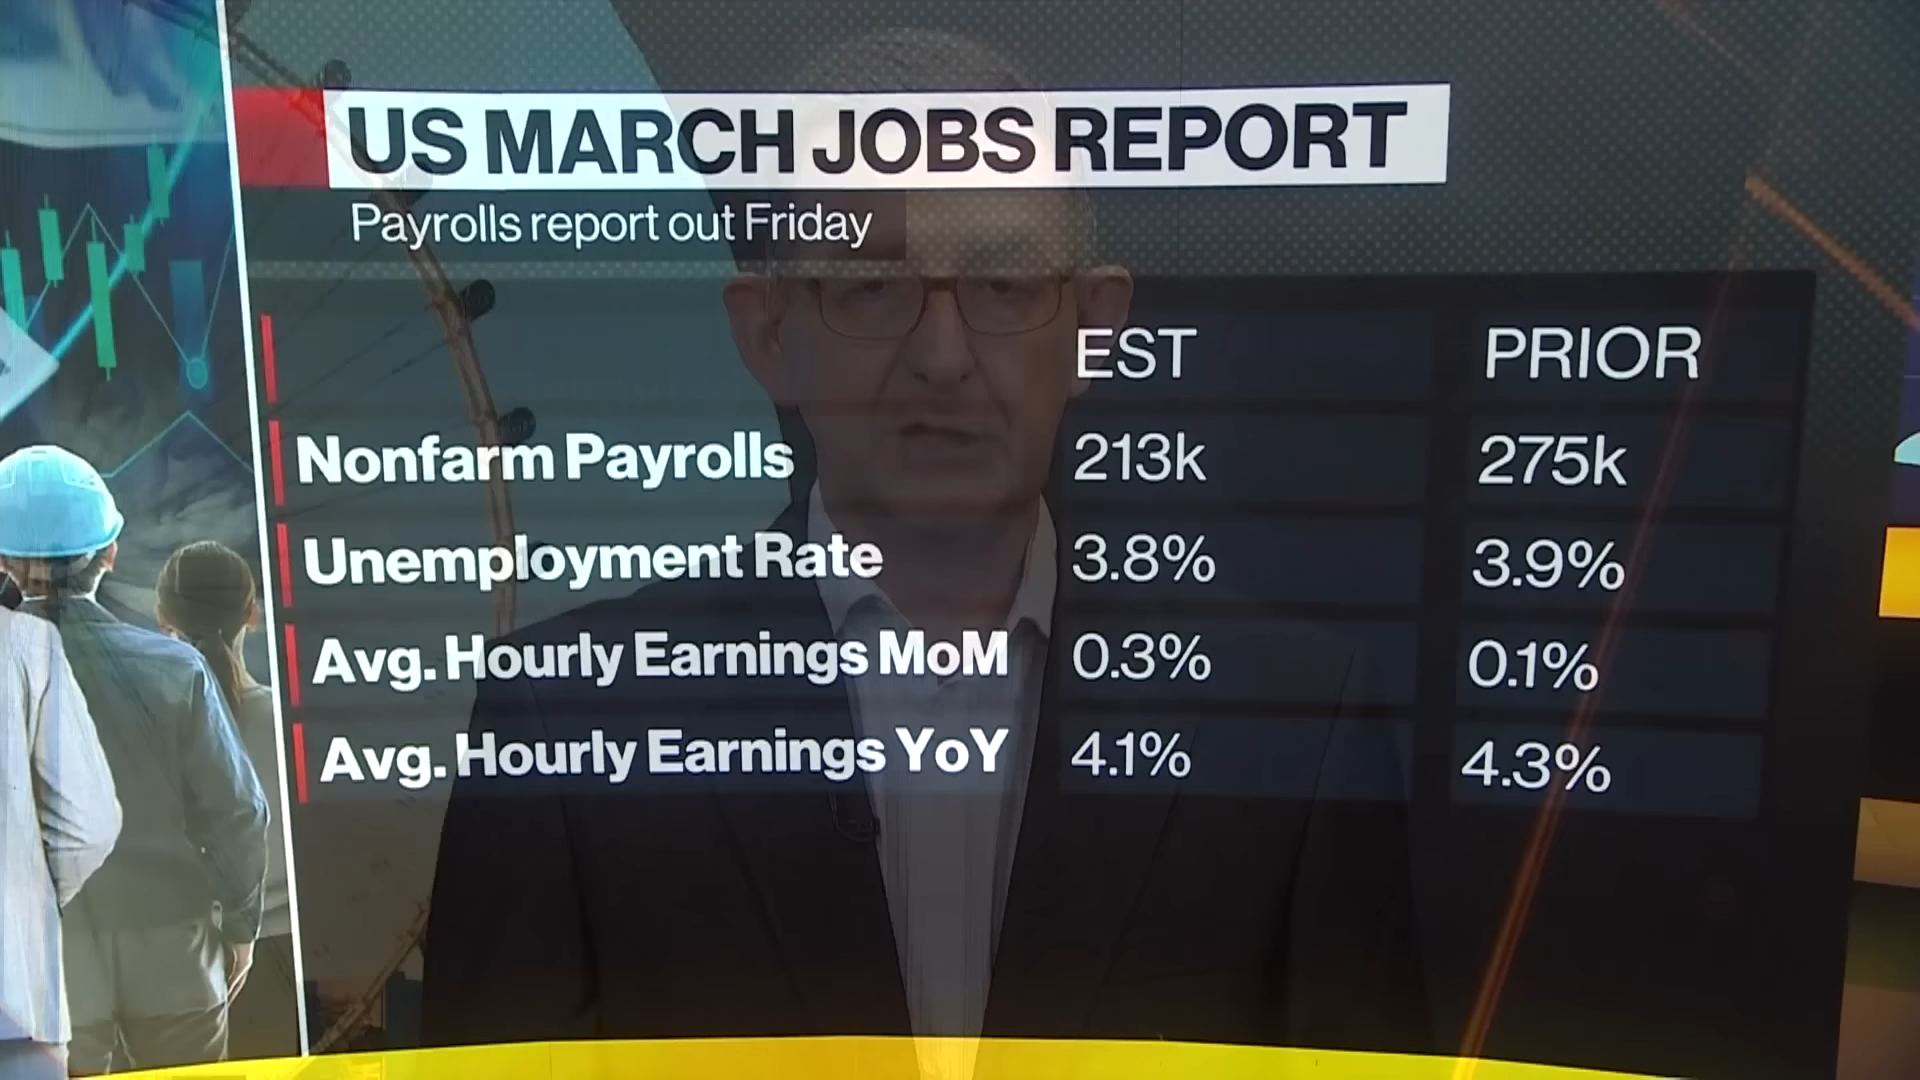 US MARCH JOBS REPORT
Payrolls report out Friday
EST PRIOR
Nonfarm Payrolls 213k 275k
Unemployment Rate 3.8% 3.9%
Avg. Hourly Earnings MoM 0.3% 0.1%
Avg. Hourly Earnings YoY 4.1% 4.3%